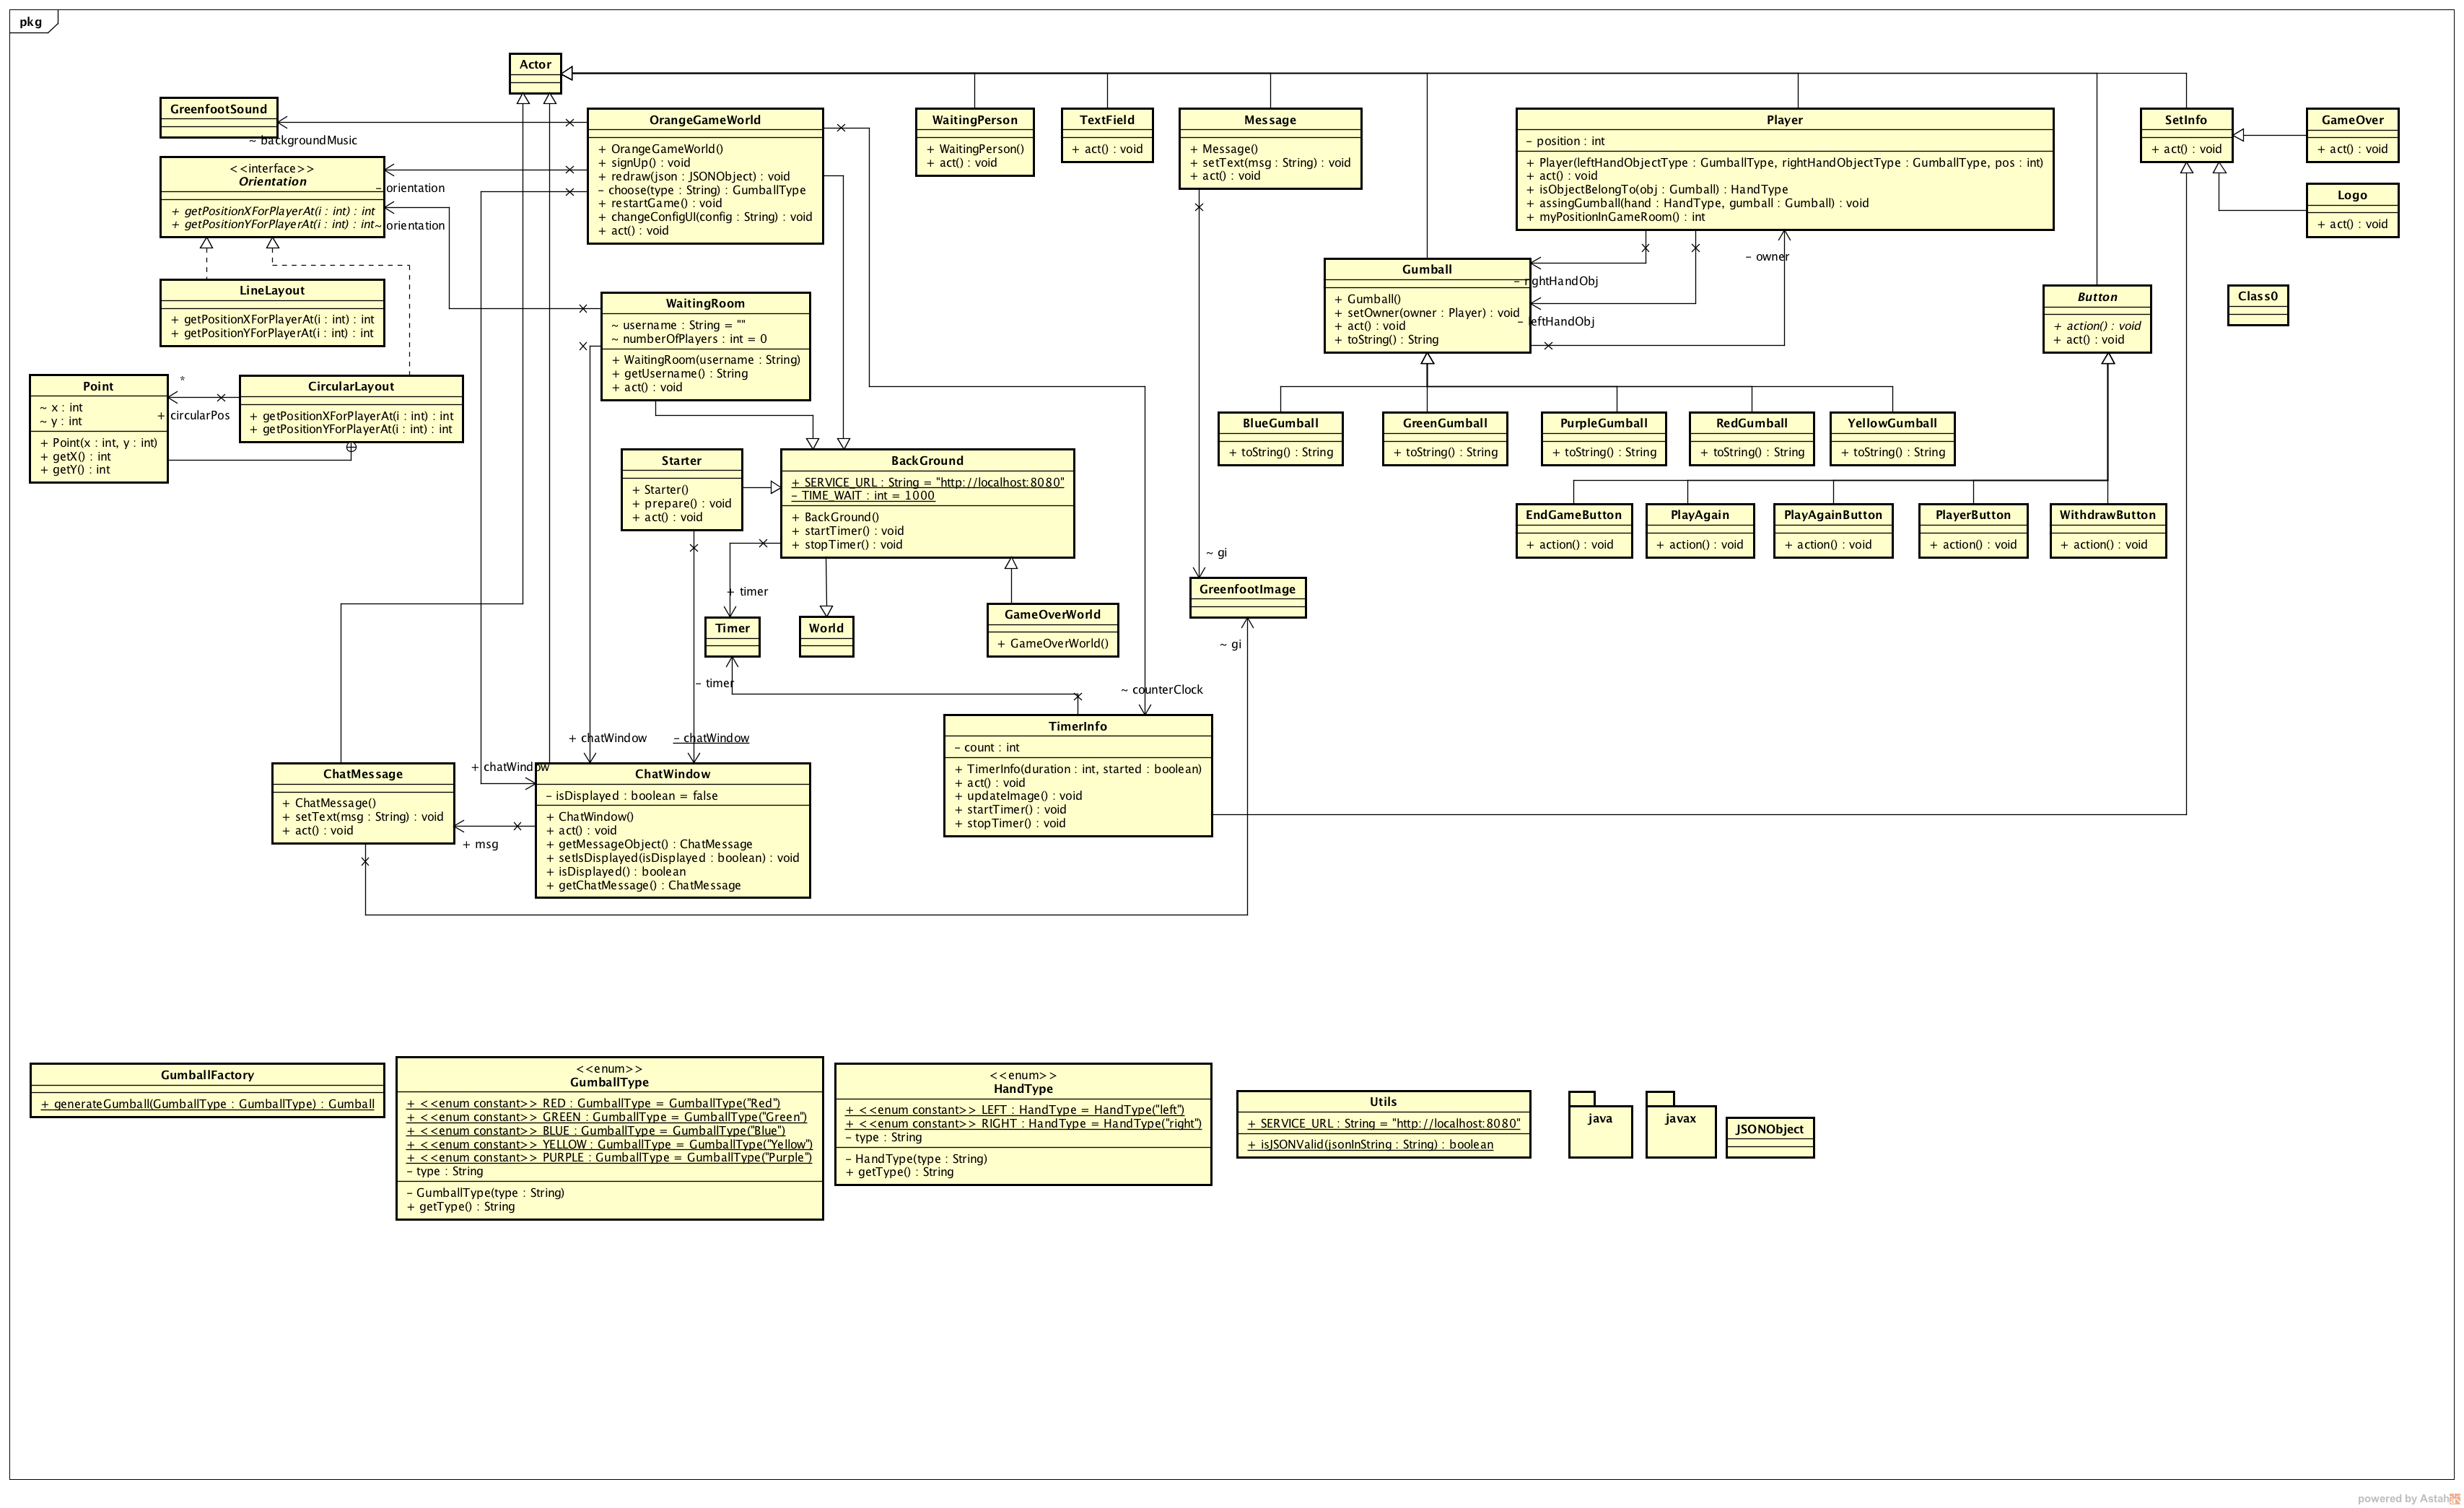 pkg
Actor
GreenfootSound
~ backgroundMusic
<<interface>>
Orientation
+ getPositionXForPlayerAt(i : int) : int
+ getPositionYForPlayerAt(i : int) : int
– orientation
~ orientation
OrangeGameWorld
+ OrangeGameWorld()
+ signUp() : void
+ redraw(json : JSONObject) : void
– choose(type : String) : GumballType
+ restartGame() : void
+ changeConfigUI(config : String) : void
+ act() : void
WaitingPerson
+ WaitingPerson()
+ act() : void
TextField
+ act() : void
Message
+ Message()
+ setText(msg : String) : void
+ act() : void
Player
– position : int
+ Player(leftHandObjectType : GumballType, rightHandObjectType : GumballType, pos : int)
+ act() : void
+ isObjectBelongTo(obj : Gumball) : HandType
+ assingGumball(hand : HandType, gumball : Gumball) : void
+ myPositionInGameRoom() : int
SetInfo
+ act() : void
GameOver
+ act() : void
Logo
+ act() : void
LineLayout
+ getPositionXForPlayerAt(i : int) : int
+ getPositionYForPlayerAt(i : int) : int
WaitingRoom
~ username : String = ""
~ numberOfPlayers : int = 0
+ WaitingRoom(username : String)
+ getUsername() : String
+ act() : void
Gumball
+ Gumball()
+ setOwner(owner : Player) : void
+ act() : void
+ toString() : String
– rightHandObj
– leftHandObj
– owner
Button
+ action() : void
+ act() : void
Class0
Point
~ x : int
~ y : int
+ Point(x : int, y : int)
+ getX() : int
+ getY() : int
*
+ circularPos
CircularLayout
+ getPositionXForPlayerAt(i : int) : int
+ getPositionYForPlayerAt(i : int) : int
BlueGumball
+ toString() : String
GreenGumball
+ toString() : String
PurpleGumball
+ toString() : String
RedGumball
+ toString() : String
YellowGumball
+ toString() : String
Starter
+ Starter()
+ prepare() : void
+ act() : void
BackGround
+ SERVICE_URL : String = "http://localhost:8080"
– TIME_WAIT : int = 1000
+ BackGround()
+ startTimer() : void
+ stopTimer() : void
EndGameButton
+ action() : void
PlayAgain
+ action() : void
PlayAgainButton
+ action() : void
PlayerButton
+ action() : void
WithdrawButton
+ action() : void
+ timer
Timer
World
GameOverWorld
+ GameOverWorld()
~ gi
GreenfootImage
~ gi
– timer
~ counterClock
TimerInfo
– count : int
+ TimerInfo(duration : int, started : boolean)
+ act() : void
+ updateImage() : void
+ startTimer() : void
+ stopTimer() : void
+ chatWindow
– chatWindow
+ chatWindow
ChatMessage
+ ChatMessage()
+ setText(msg : String) : void
+ act() : void
+ msg
ChatWindow
– isDisplayed : boolean = false
+ ChatWindow()
+ act() : void
+ getMessageObject() : ChatMessage
+ setIsDisplayed(isDisplayed : boolean) : void
+ isDisplayed() : boolean
+ getChatMessage() : ChatMessage
GumballFactory
+ generateGumball(GumballType : GumballType) : Gumball
<<enum>>
GumballType
+ <<enum constant>> RED : GumballType = GumballType("Red")
+ <<enum constant>> GREEN : GumballType = GumballType("Green")
+ <<enum constant>> BLUE : GumballType = GumballType("Blue")
+ <<enum constant>> YELLOW : GumballType = GumballType("Yellow")
+ <<enum constant>> PURPLE : GumballType = GumballType("Purple")
– type : String
– GumballType(type : String)
+ getType() : String
<<enum>>
HandType
+ <<enum constant>> LEFT : HandType = HandType("left")
+ <<enum constant>> RIGHT : HandType = HandType("right")
– type : String
– HandType(type : String)
+ getType() : String
Utils
+ SERVICE_URL : String = "http://localhost:8080"
+ isJSONValid(jsonInString : String) : boolean
java
javax
JSONObject
powered by Astah